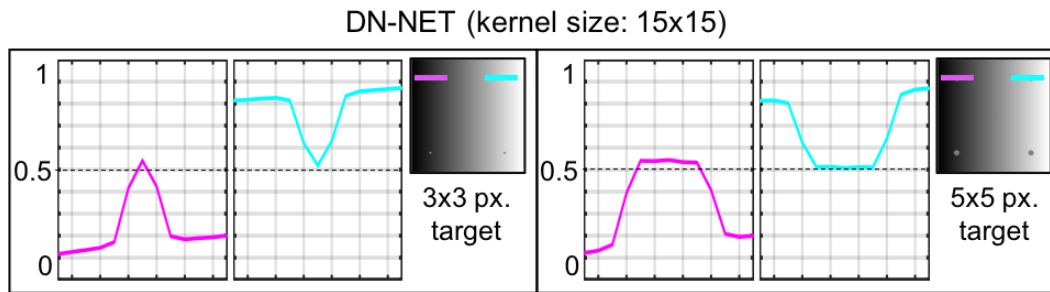 DN-NET (kernel size: 15x15)
1
0.5
0
3x3 px.
target
1
0.5
0
5x5 px.
target